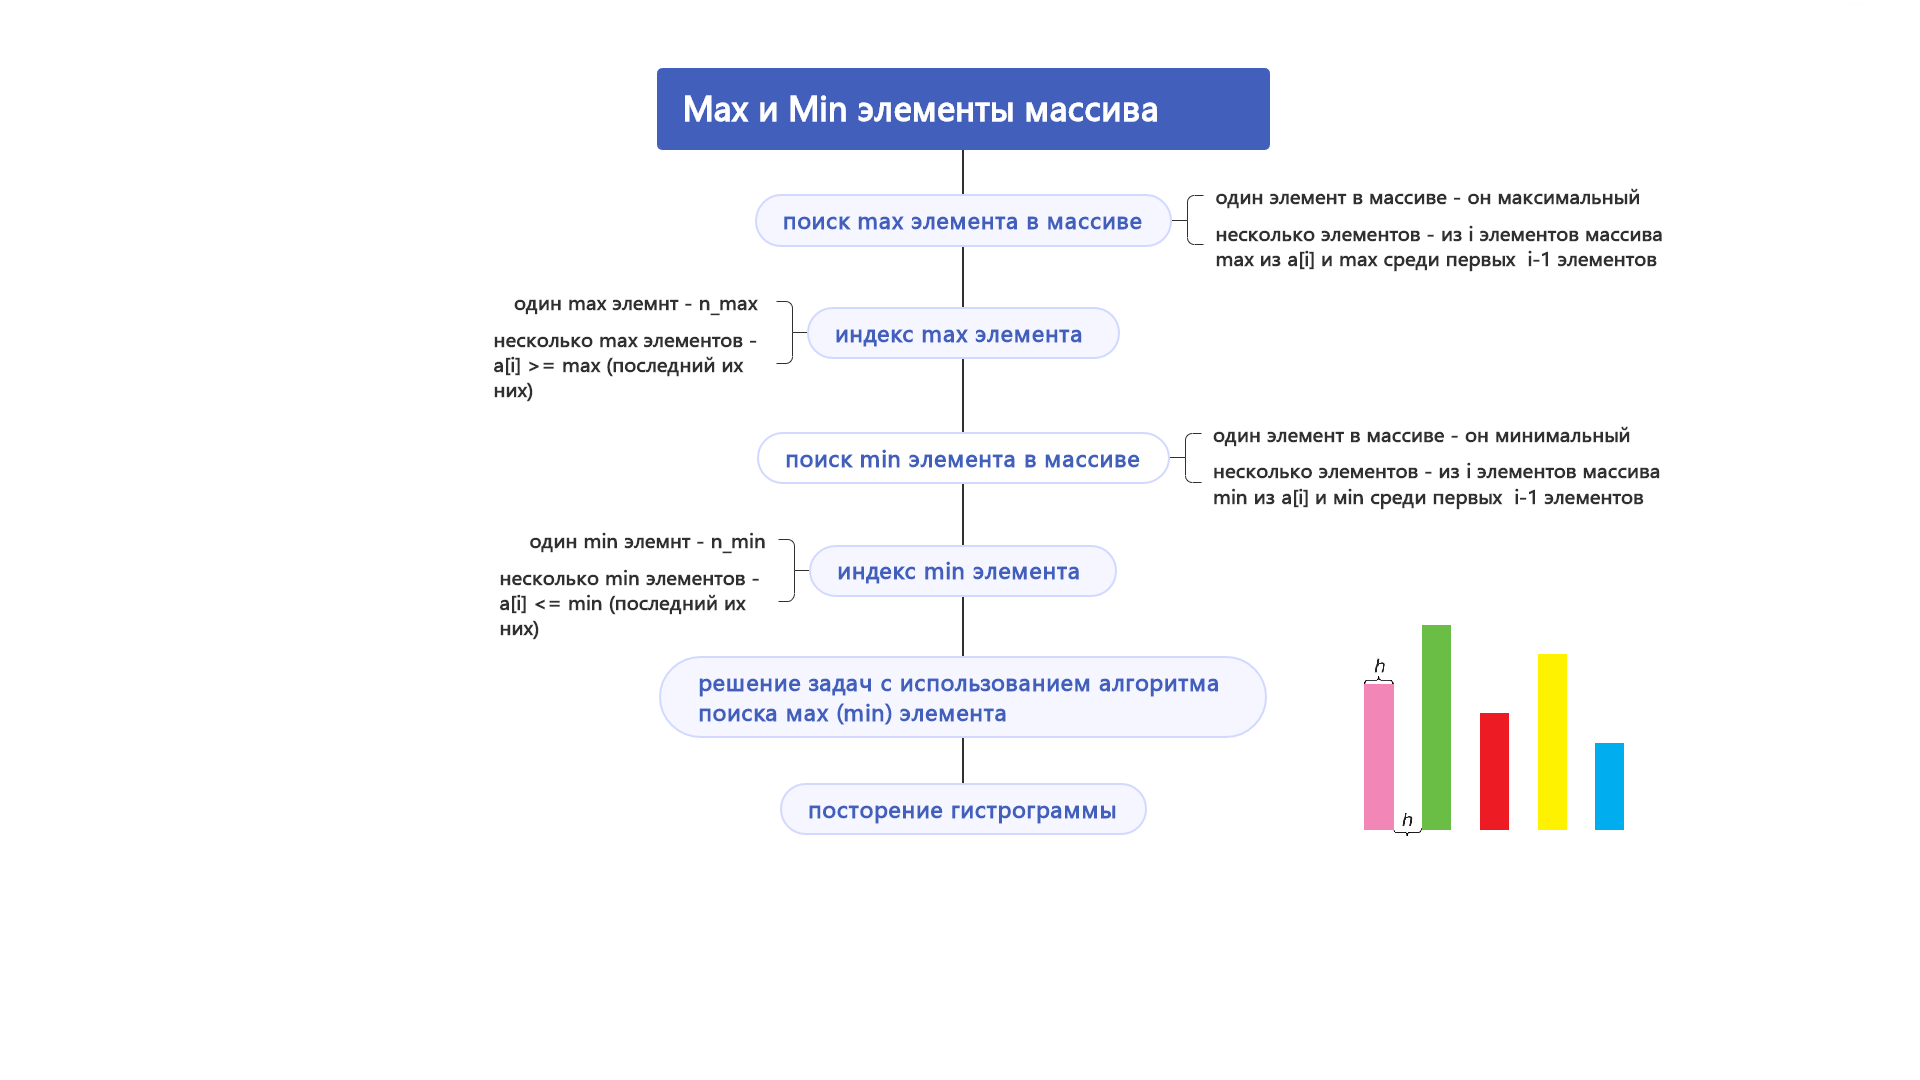 Max и Min элементы массива
поиск max элемента в массиве
один элемент в массиве - он максимальный
несколько элементов - из i элементов массива
max из a[i] и max среди первых i-1 элементов
один max элемнт - n_max
несколько max элементов -
a[i] >= max (последний их
них)
индекс max элемента
поиск min элемента в массиве
один элемент в массиве - он минимальный
несколько элементов - из i элементов массива
min из a[i] и мin среди первых i-1 элементов
один min элемнт - n_min
несколько min элементов -
a[i] <= min (последний их
них)
индекс min элемента
решение задач с использованием алгоритма
поиска мах (min) элемента
посторение гистрограммы
h
h